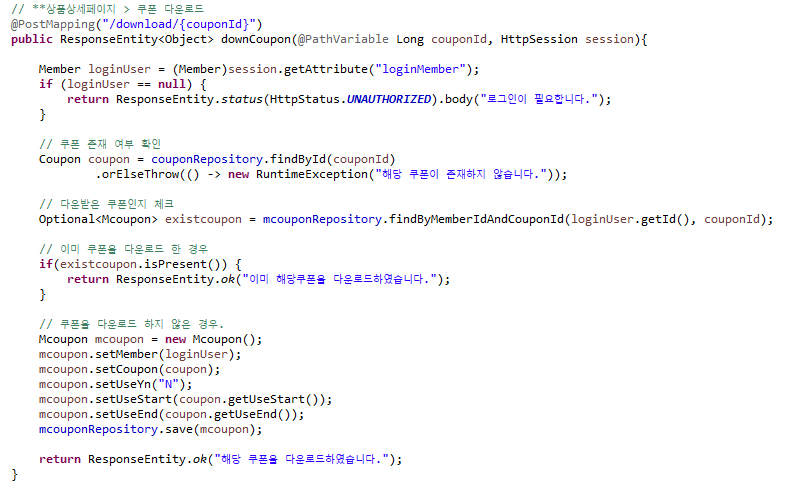 // **상품상세페이지 > 쿠폰 다운로드
@PostMapping("/download/{couponId}")
public ResponseEntity<Object> downCoupon(@PathVariable Long couponId, HttpSession session){
Member loginUser = (Member)session.getAttribute("loginMember");
if (loginUser == null) {
return ResponseEntity.status(HttpStatus.UNAUTHORIZED).body("로그인이 필요합니다.");
}
// 쿠폰 존재 여부 확인
Coupon coupon = couponRepository.findById(couponId)
.orElseThrow(() -> new RuntimeException("해당 쿠폰이 존재하지 않습니다."));
// 다운받은 쿠폰인지 체크
Optional<Mcoupon> existcoupon = mcouponRepository.findByMemberIdAndCouponId(loginUser.getId(), couponId);
// 이미 쿠폰을 다운로드 한 경우
if(existcoupon.isPresent()) {
return ResponseEntity.ok("이미 해당쿠폰을 다운로드하였습니다.");
}
// 쿠폰을 다운로드 하지 않은 경우.
Mcoupon mcoupon = new Mcoupon();
mcoupon.setMember(loginUser);
mcoupon.setCoupon(coupon);
mcoupon.setUseYn("N");
mcoupon.setUseStart(coupon.getUseStart());
mcoupon.setUseEnd(coupon.getUseEnd());
mcouponRepository.save(mcoupon);
return ResponseEntity.ok("해당 쿠폰을 다운로드하였습니다.");
}